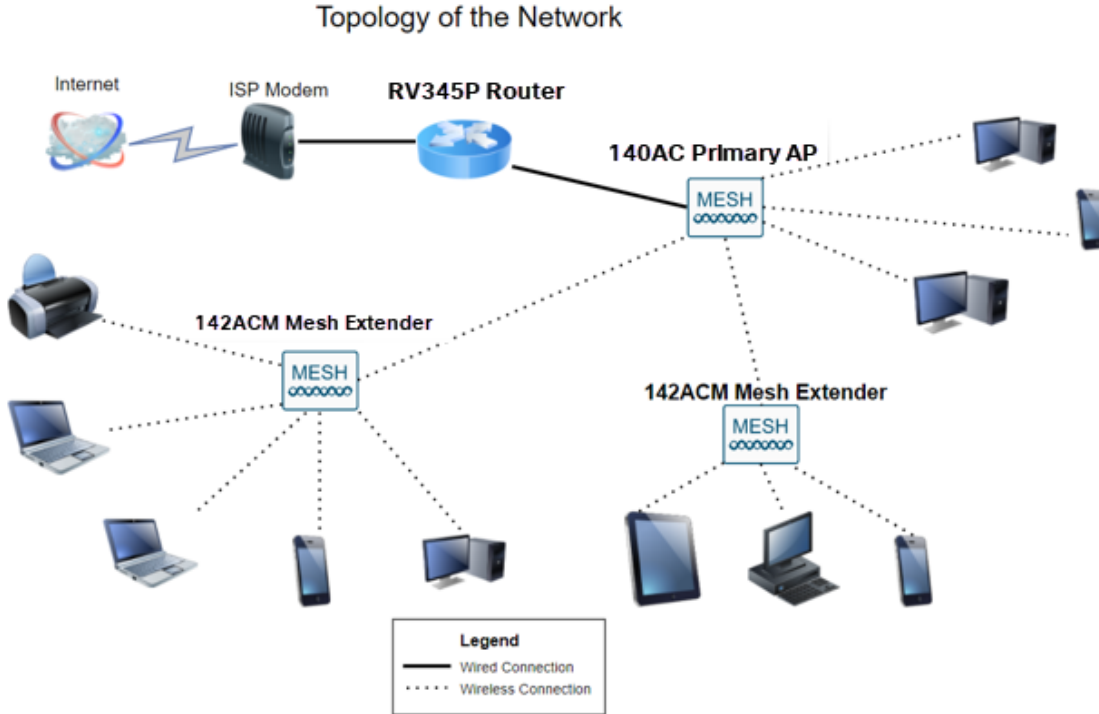 Topology of the Network
Internet
ISP Modem
RV345P Router
140AC Primary AP
MESH
142ACM Mesh Extender
MESH
142ACM Mesh Extender
MESH
Legend
Wired Connection
Wireless Connection